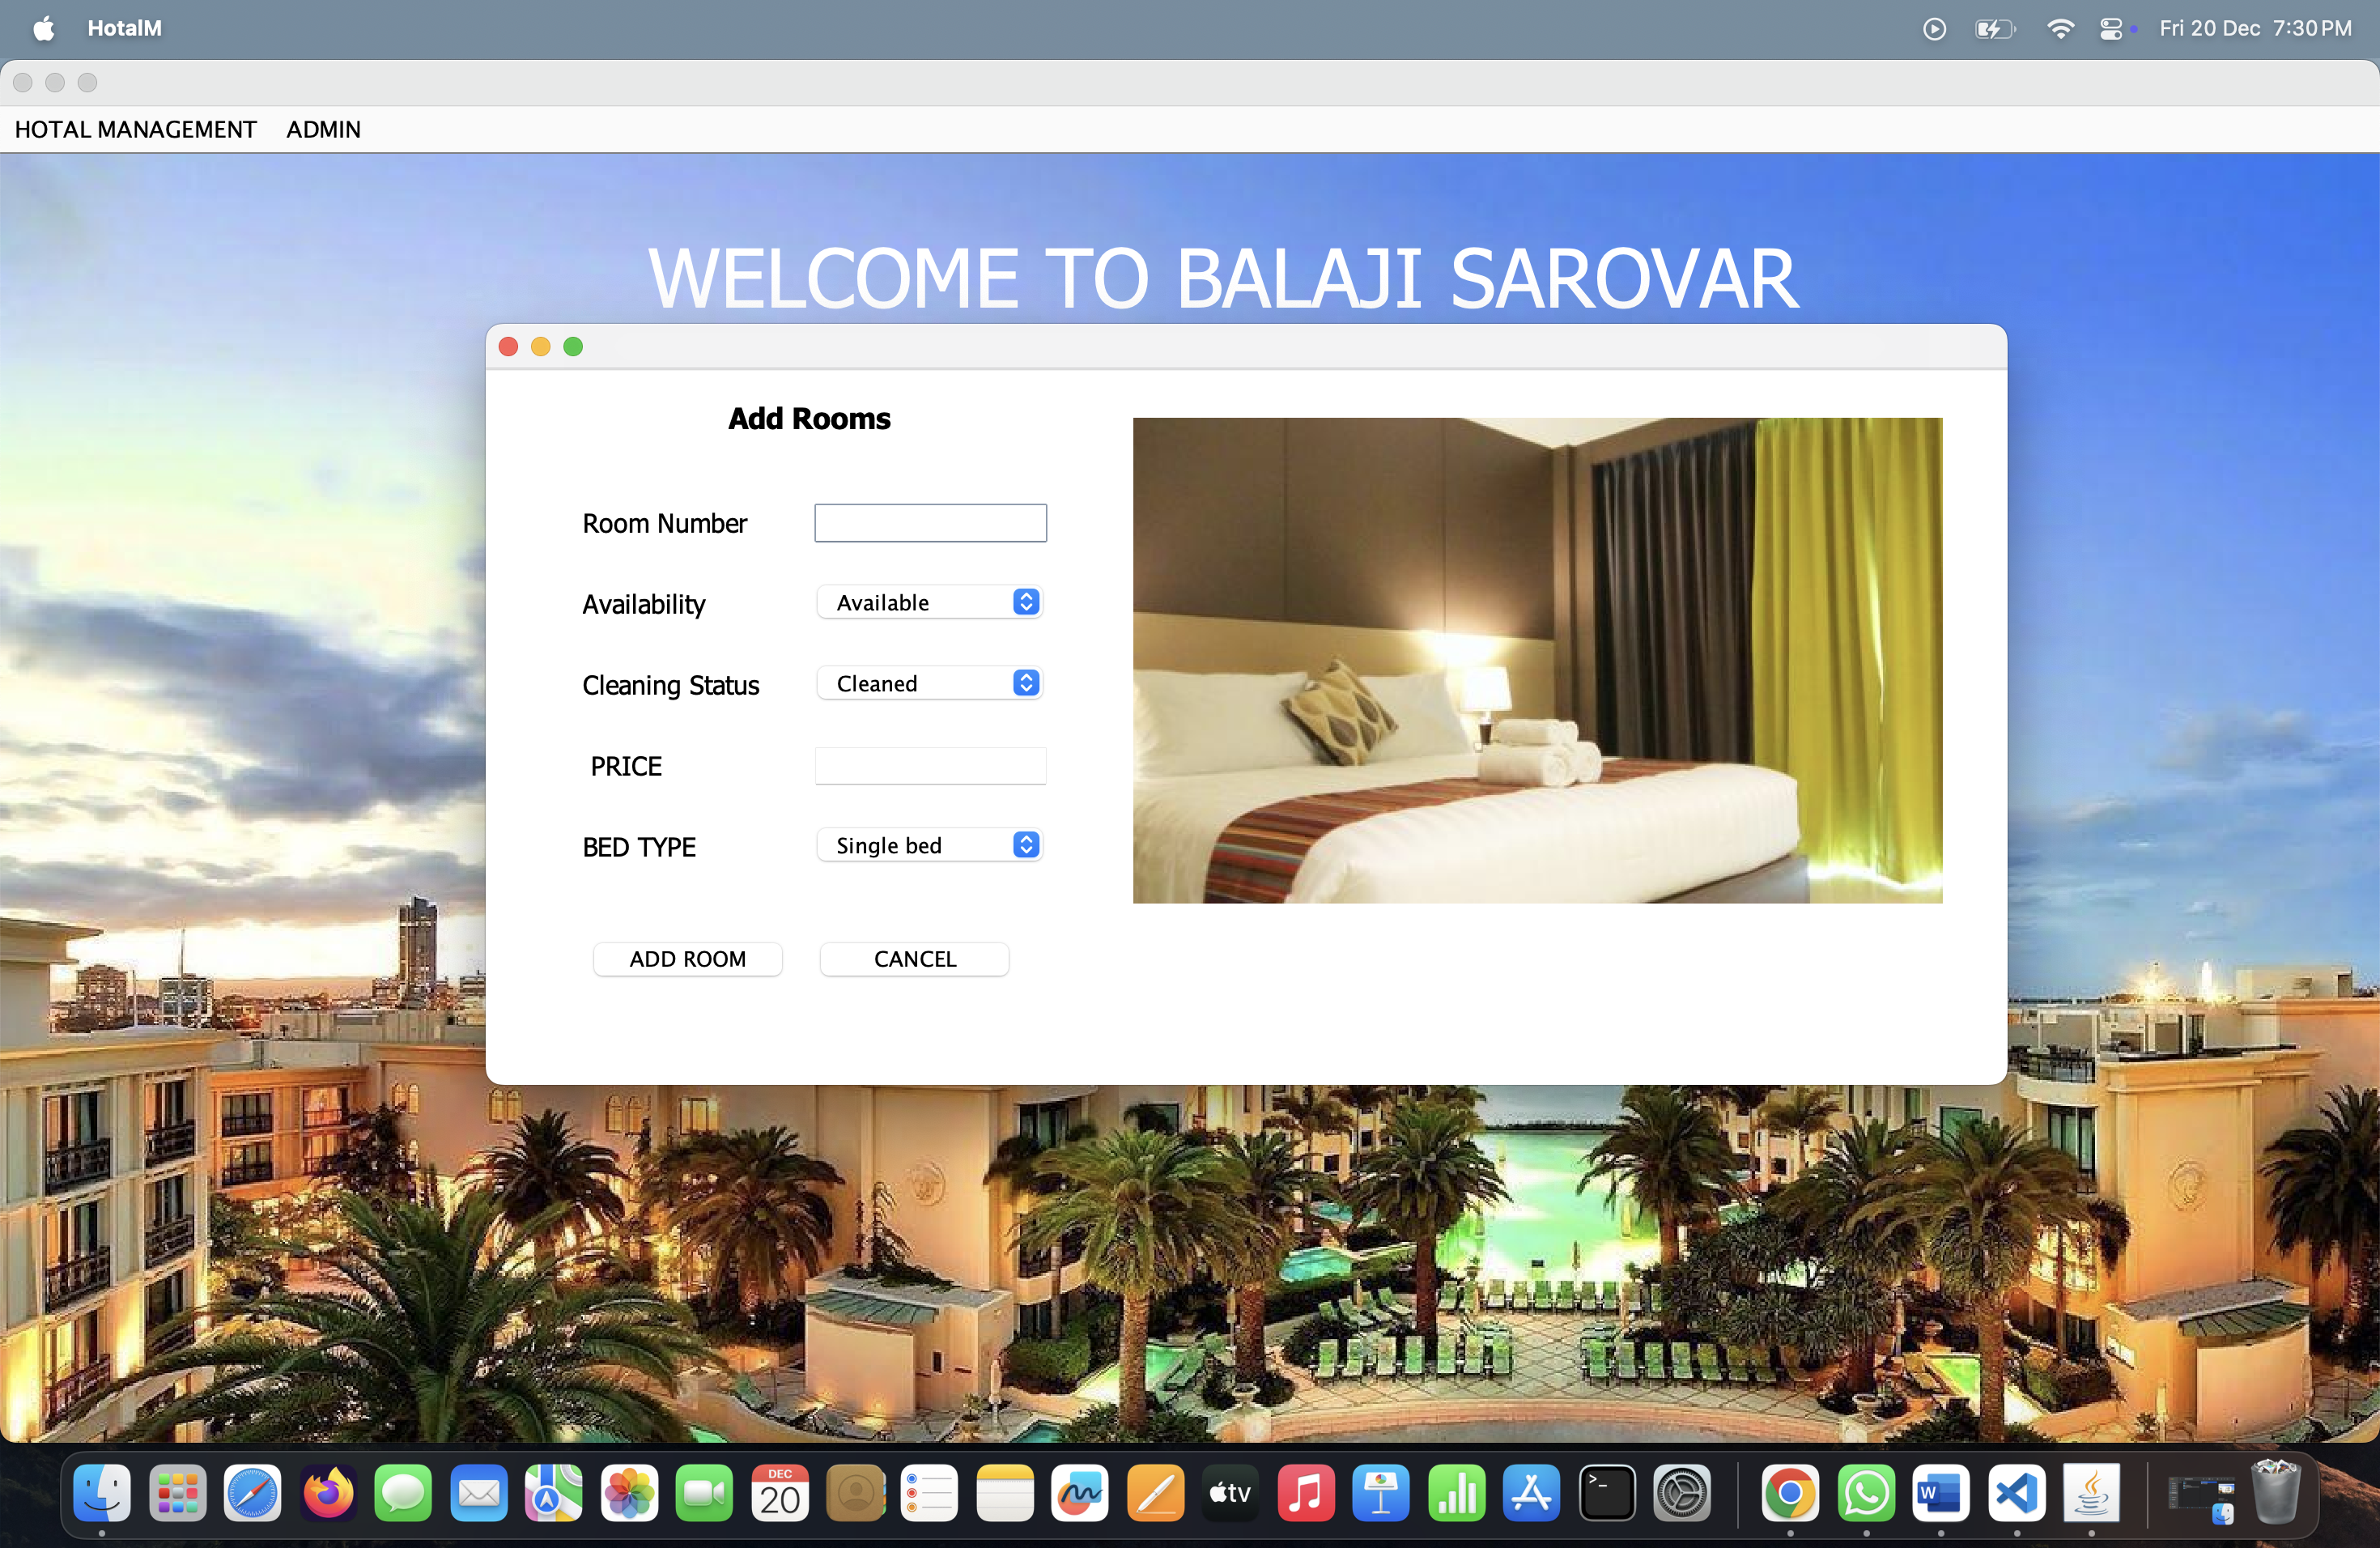 HotalM
Fri 20 Dec 7:30 PM
HOTAL MANAGEMENT ADMIN
WELCOME TO BALAJI SAROVAR
Add Rooms
Room Number
Availability Available
Cleaning Status Cleaned
PRICE
BED TYPE Single bed
ADD ROOM CANCEL
DEC
20
tv
>_
W